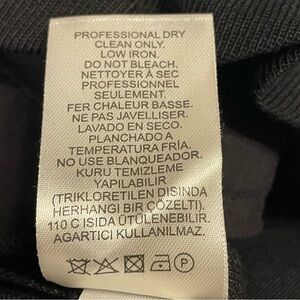 PROFESSIONAL DRY
CLEAN ONLY.
LOW IRON.
DO NOT BLEACH.
NETTOYER À SEC
PROFESSIONNEL
SEULEMENT.
FER CHALEUR BASSE.
NE PAS JAVELLISER.
LAVADO EN SECO.
PLANCHADO A
TEMPERATURA FRÍA.
NO USE BLANQUEADOR.
KURU TEMIZLEME
YAPILABILIR
(TRIKLORETILEN DISINDA
HERHANGI BIR ÇOZELTI).
110 C ISIDA ÜTÜLENEBILIR.
AGARTICI KULLANILMAZ.
P